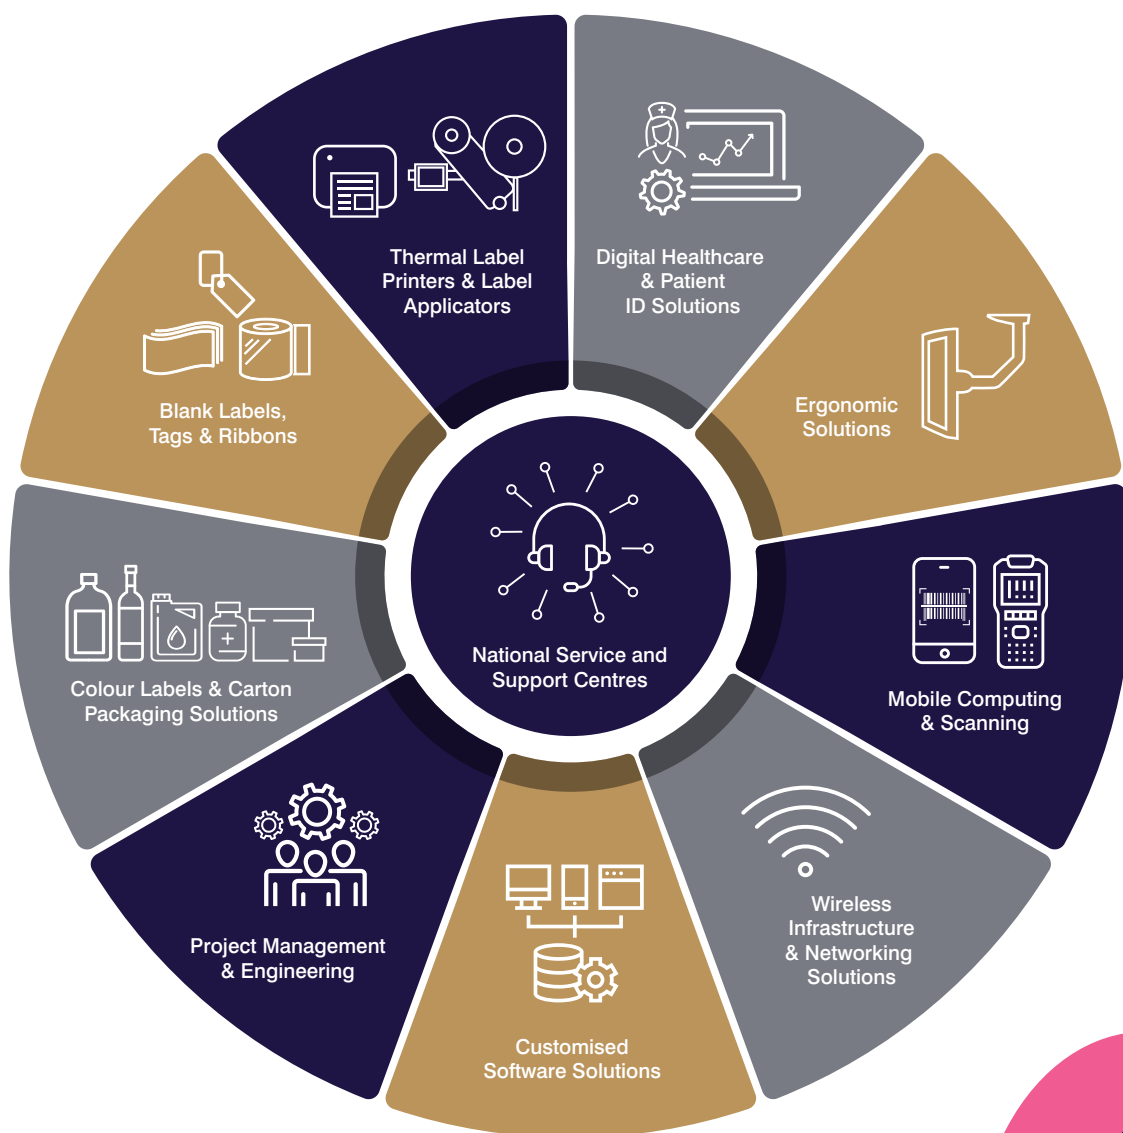 Thermal Label
Printers & Label
Applicators
Digital Healthcare
& Patient
ID Solutions
Ergonomic
Solutions
Mobile Computing
& Scanning
Wireless
Infrastructure
& Networking
Solutions
Customised
Software Solutions
Project Management
& Engineering
Colour Labels & Carton
Packaging Solutions
Blank Labels,
Tags & Ribbons
National Service and
Support Centres